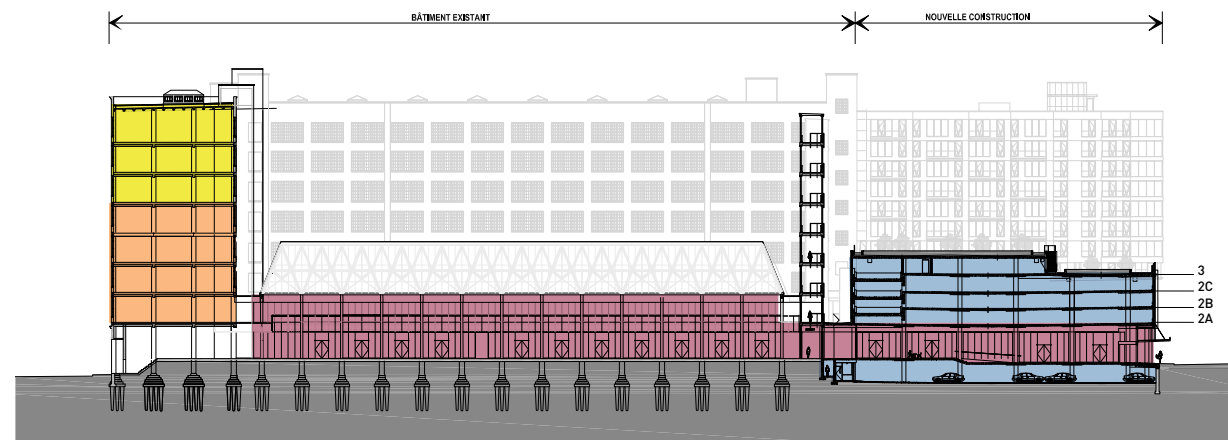 BÂTIMENT EXISTANT
NOUVELLE CONSTRUCTION
3
2C
2B
2A